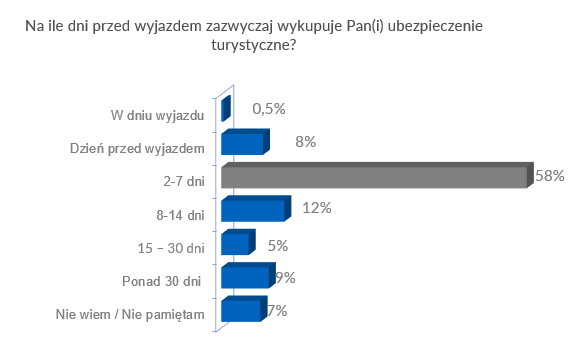 Na ile dni przed wyjazdem zazwyczaj wykupuje Pan(i) ubezpieczenie
turystyczne?
W dniu wyjazdu 0,5%
Dzień przed wyjazdem 8%
2-7 dni 58%
8-14 dni 12%
15 – 30 dni 5%
Ponad 30 dni 9%
Nie wiem / Nie pamiętam 7%